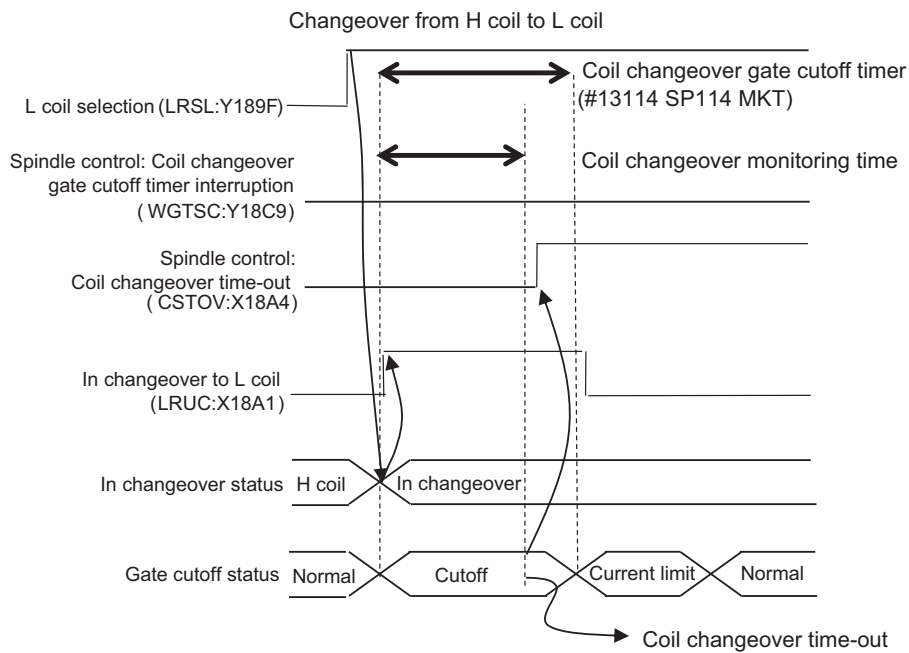 Changeover from H coil to L coil
Coil changeover gate cutoff timer
(#13114 SP114 MKT)
L coil selection (LRSL:Y189F)
Spindle control: Coil changeover
gate cutoff timer interruption
( WGTSC:Y18C9)
Coil changeover monitoring time
Spindle control:
Coil changeover time-out
( CSTOV:X18A4)
In changeover to L coil
(LRUC:X18A1)
In changeover status H coil In changeover
Gate cutoff status Normal Cutoff Current limit Normal
Coil changeover time-out